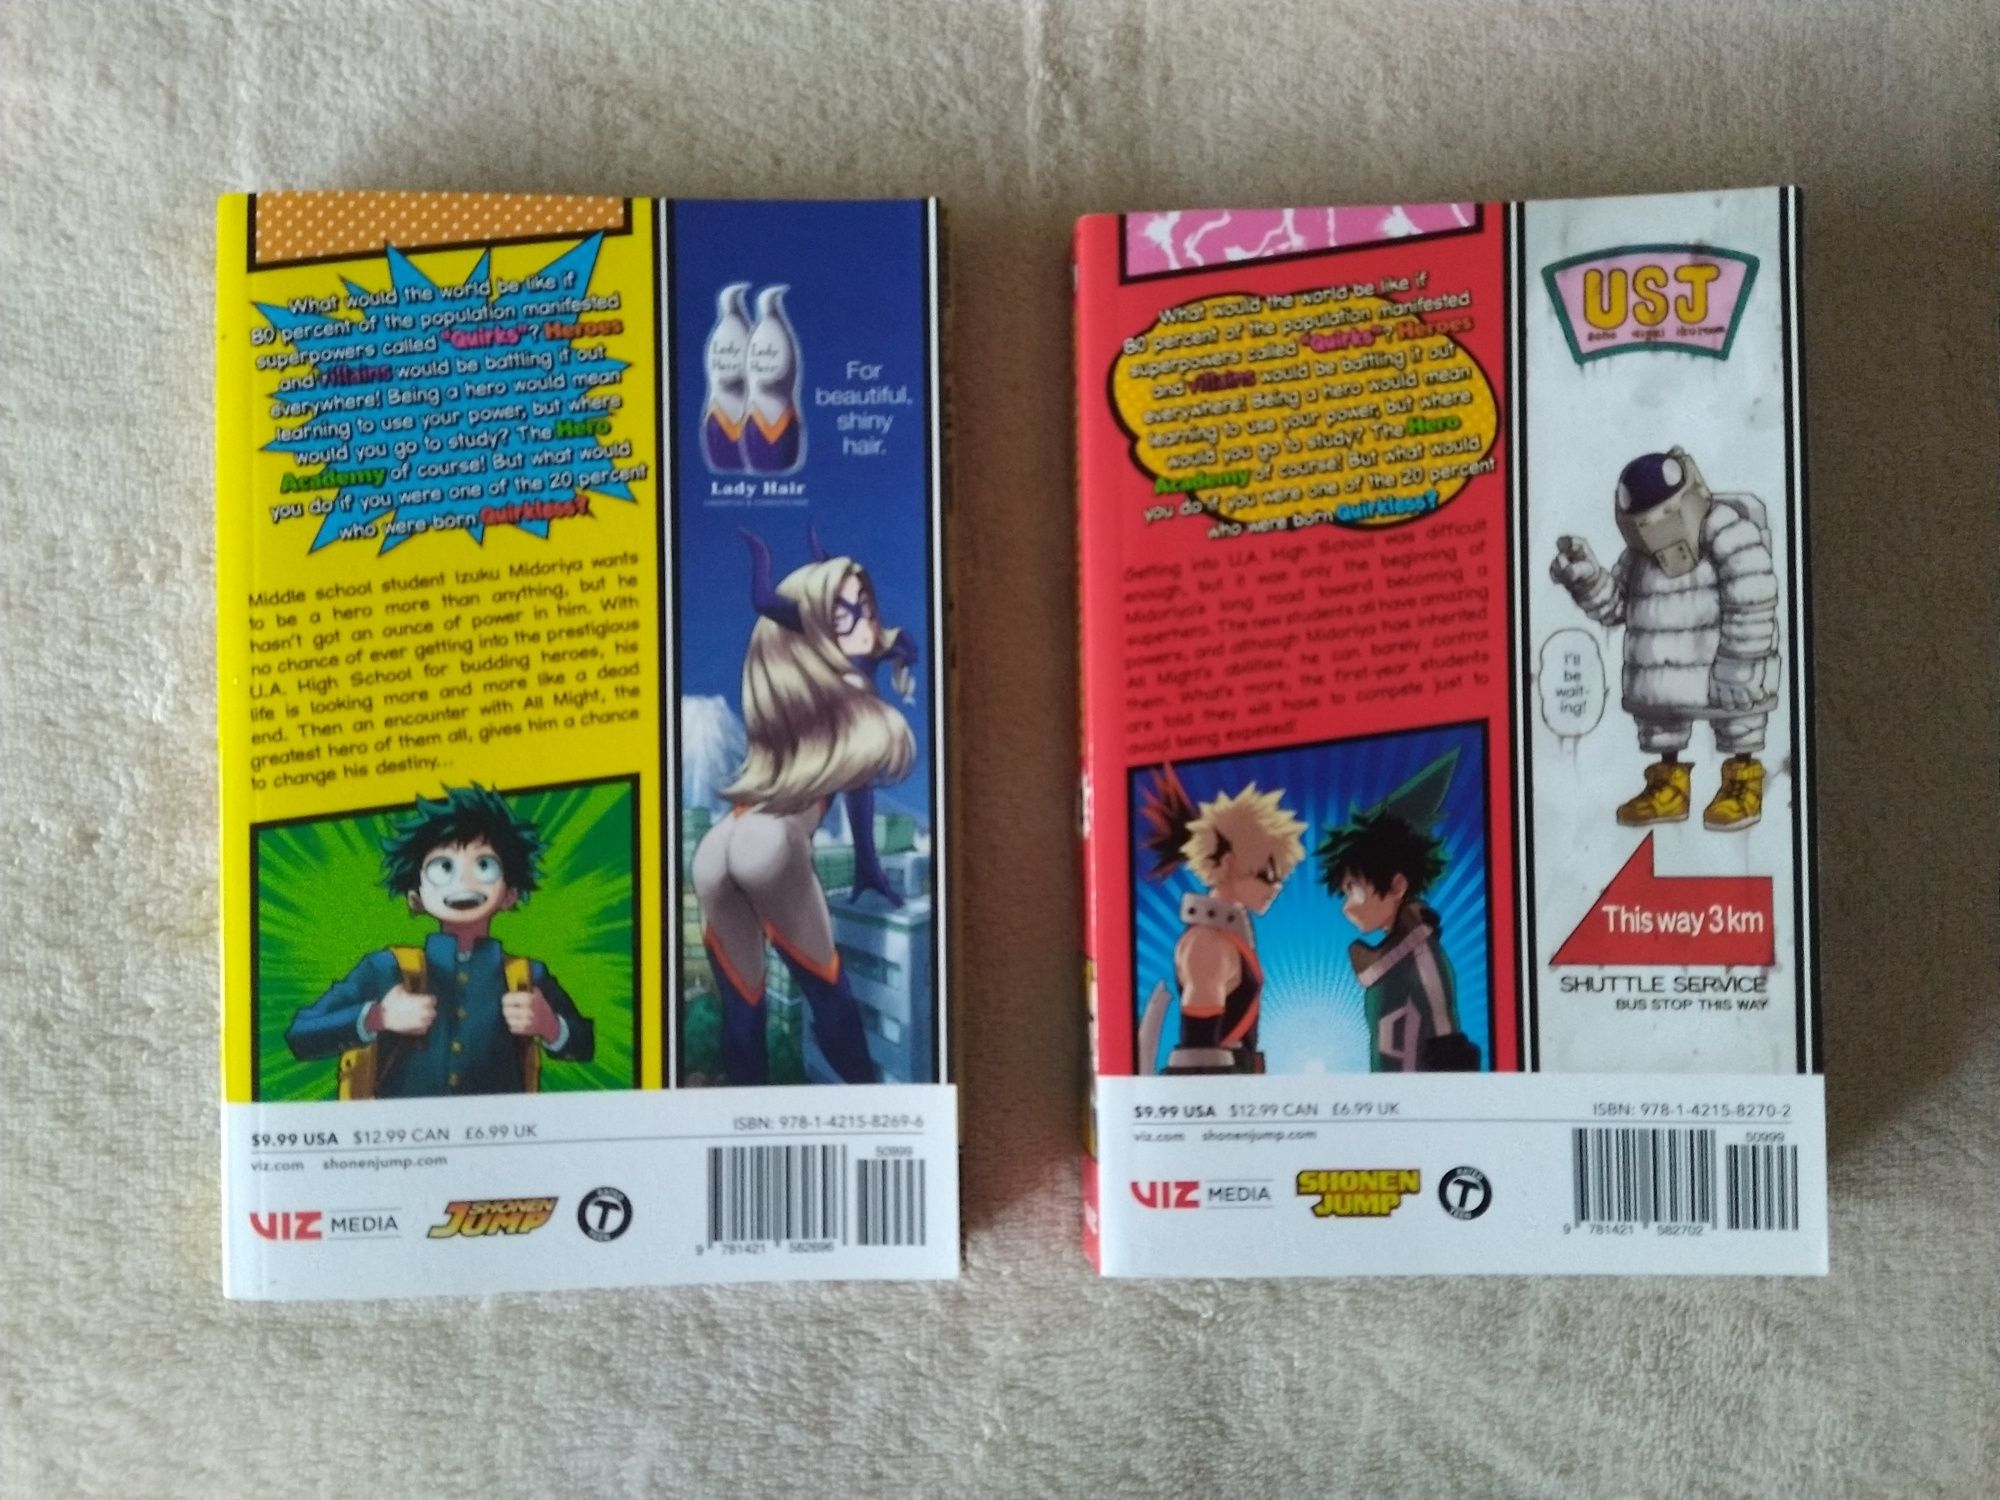 What would the world be like if
80 percent of the population manifested
superpowers called "Quirks"? Heroes
and villains would be battling it out
everywhere! Being a hero would mean
learning to use your power, but where
would you go to study? The Hero
Academy of course! But what would
you do if you were one of the 20 percent
who were born Quirkless?
Middle school student Izuku Midoriya wants
to be a hero more than anything, but he
hasn't got an ounce of power in him. With
no chance of ever getting into the prestigious
U.A. High School for budding heroes, his
life is looking more and more like a dead
end. Then an encounter with All Might, the
greatest hero of them all, gives him a chance
to change his destiny...
Lady
Hair
Lady
Hair
For
beautiful,
shiny
hair.
Lady Hair
$9.99 USA $12.99 CAN £6.99 UK
ISBN: 978-1-4215-8269-6
viz.com shonenjump.com
50999
VIZ MEDIA
SHONEN
JUMP
RATED
T
TEEN
9 781421 582696
What would the world be like if
80 percent of the population manifested
superpowers called "Quirks"? Heroes
and villains would be battling it out
everywhere! Being a hero would mean
learning to use your power, but where
would you go to study? The Hero
Academy of course! But what would
you do if you were one of the 20 percent
who were born Quirkless?
Getting into U.A. High School was difficult
enough, but it was only the beginning of
Midoriya's long road toward becoming a
superhero. The new students all have amazing
powers, and although Midoriya has inherited
All Might's abilities, he can barely control
them. What's more, the first-year students
are told they will have to compete just to
avoid being expelled!
USJ
I'll
be
wait-
ing!
This way 3 km
SHUTTLE SERVICE
BUS STOP THIS WAY
$9.99 USA $12.99 CAN £6.99 UK
ISBN: 978-1-4215-8270-2
viz.com shonenjump.com
50999
VIZ MEDIA
SHONEN
JUMP
RATED
T
TEEN
9 781421 582702